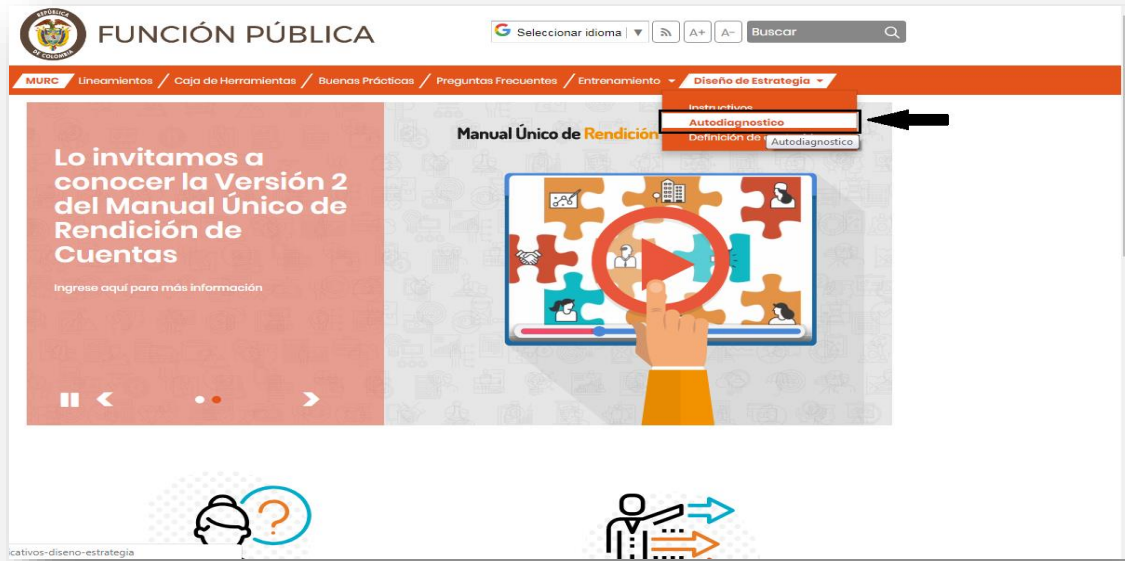 REPÚBLICA
DE COLOMBIA
FUNCIÓN PÚBLICA
G Seleccionar idioma ▼
A+
A-
Buscar
MURC / Lineamientos / Caja de Herramientas / Buenas Prácticas / Preguntas Frecuentes / Entrenamiento / Diseño de Estrategia
Instructivos
Autodiagnostico
Definición de
Autodiagnostico
Manual Único de Rendición
Lo invitamos a
conocer la Versión 2
del Manual Único de
Rendición de
Cuentas
Ingrese aquí para más información
?
icativos-diseno-estrategia